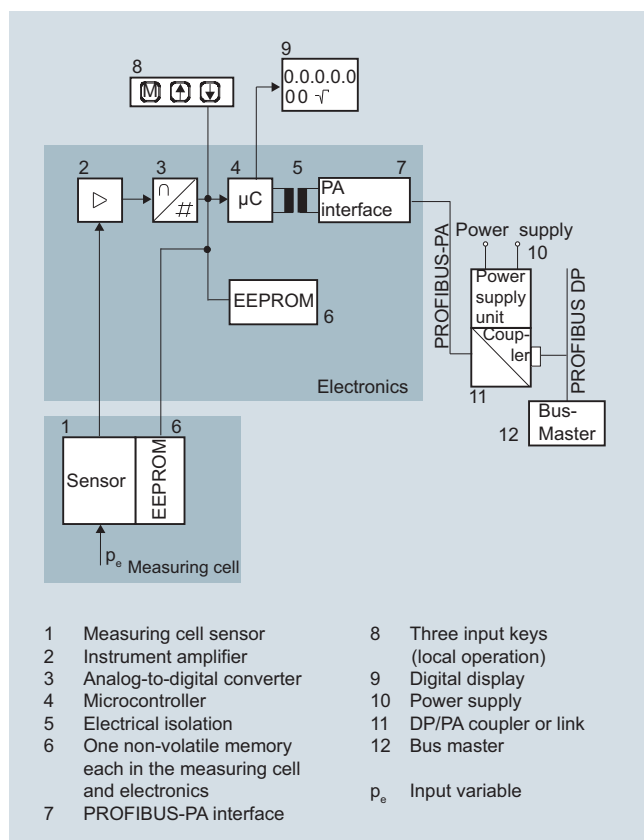 9
8
0.0.0.0.0
00 √
M
2
3
4
5
7
∩
#
µC
PA
interface
Power supply
10
PROFIBUS-PA
Power
supply
unit
PROFIBUS DP
EEPROM
6
Coup-
ler
Electronics
11
Bus-
Master
12
1
6
Sensor
EEPROM
pe
Measuring cell
1 Measuring cell sensor
2 Instrument amplifier
3 Analog-to-digital converter
4 Microcontroller
5 Electrical isolation
6 One non-volatile memory
each in the measuring cell
and electronics
7 PROFIBUS-PA interface
8 Three input keys
(local operation)
9 Digital display
10 Power supply
11 DP/PA coupler or link
12 Bus master
pe Input variable